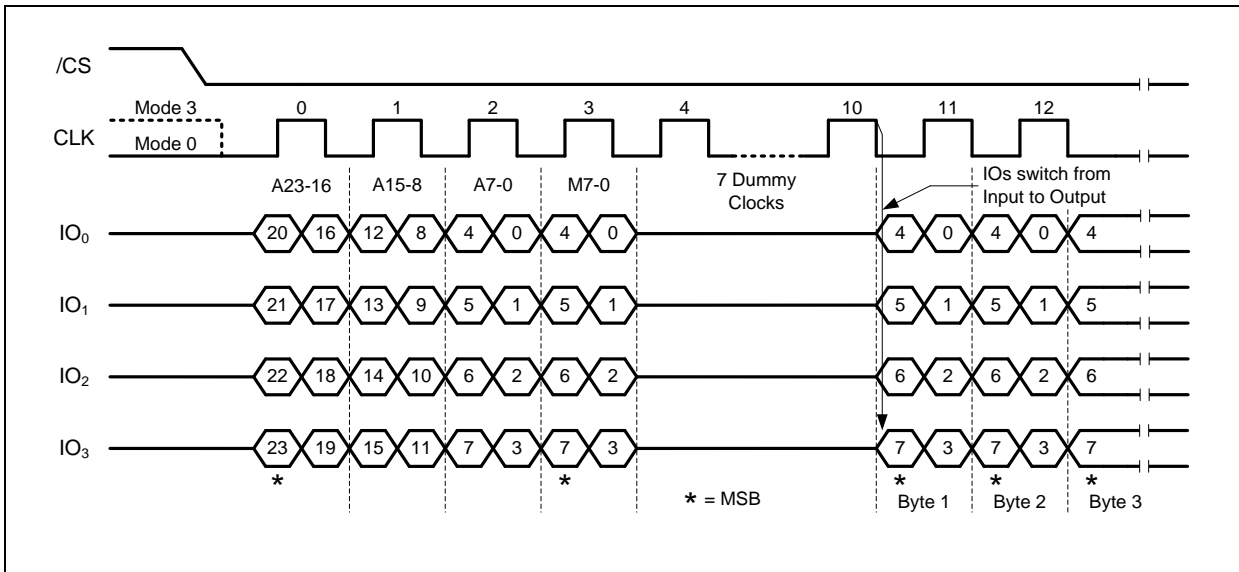 /CS
Mode 3 0 1 2 3 4 10 11 12
CLK
Mode 0
A23-16 A15-8 A7-0 M7-0
7 Dummy
Clocks
IOs switch from
Input to Output
IO₀ 20 16 12 8 4 0 4 0 4 0 4 0 4
IO₁ 21 17 13 9 5 1 5 1 5 1 5 1 5
IO₂ 22 18 14 10 6 2 6 2 6 2 6 2 6
IO₃ 23 19 15 11 7 3 7 3 7 3 7 3 7
* * * * *
* = MSB
Byte 1 Byte 2 Byte 3